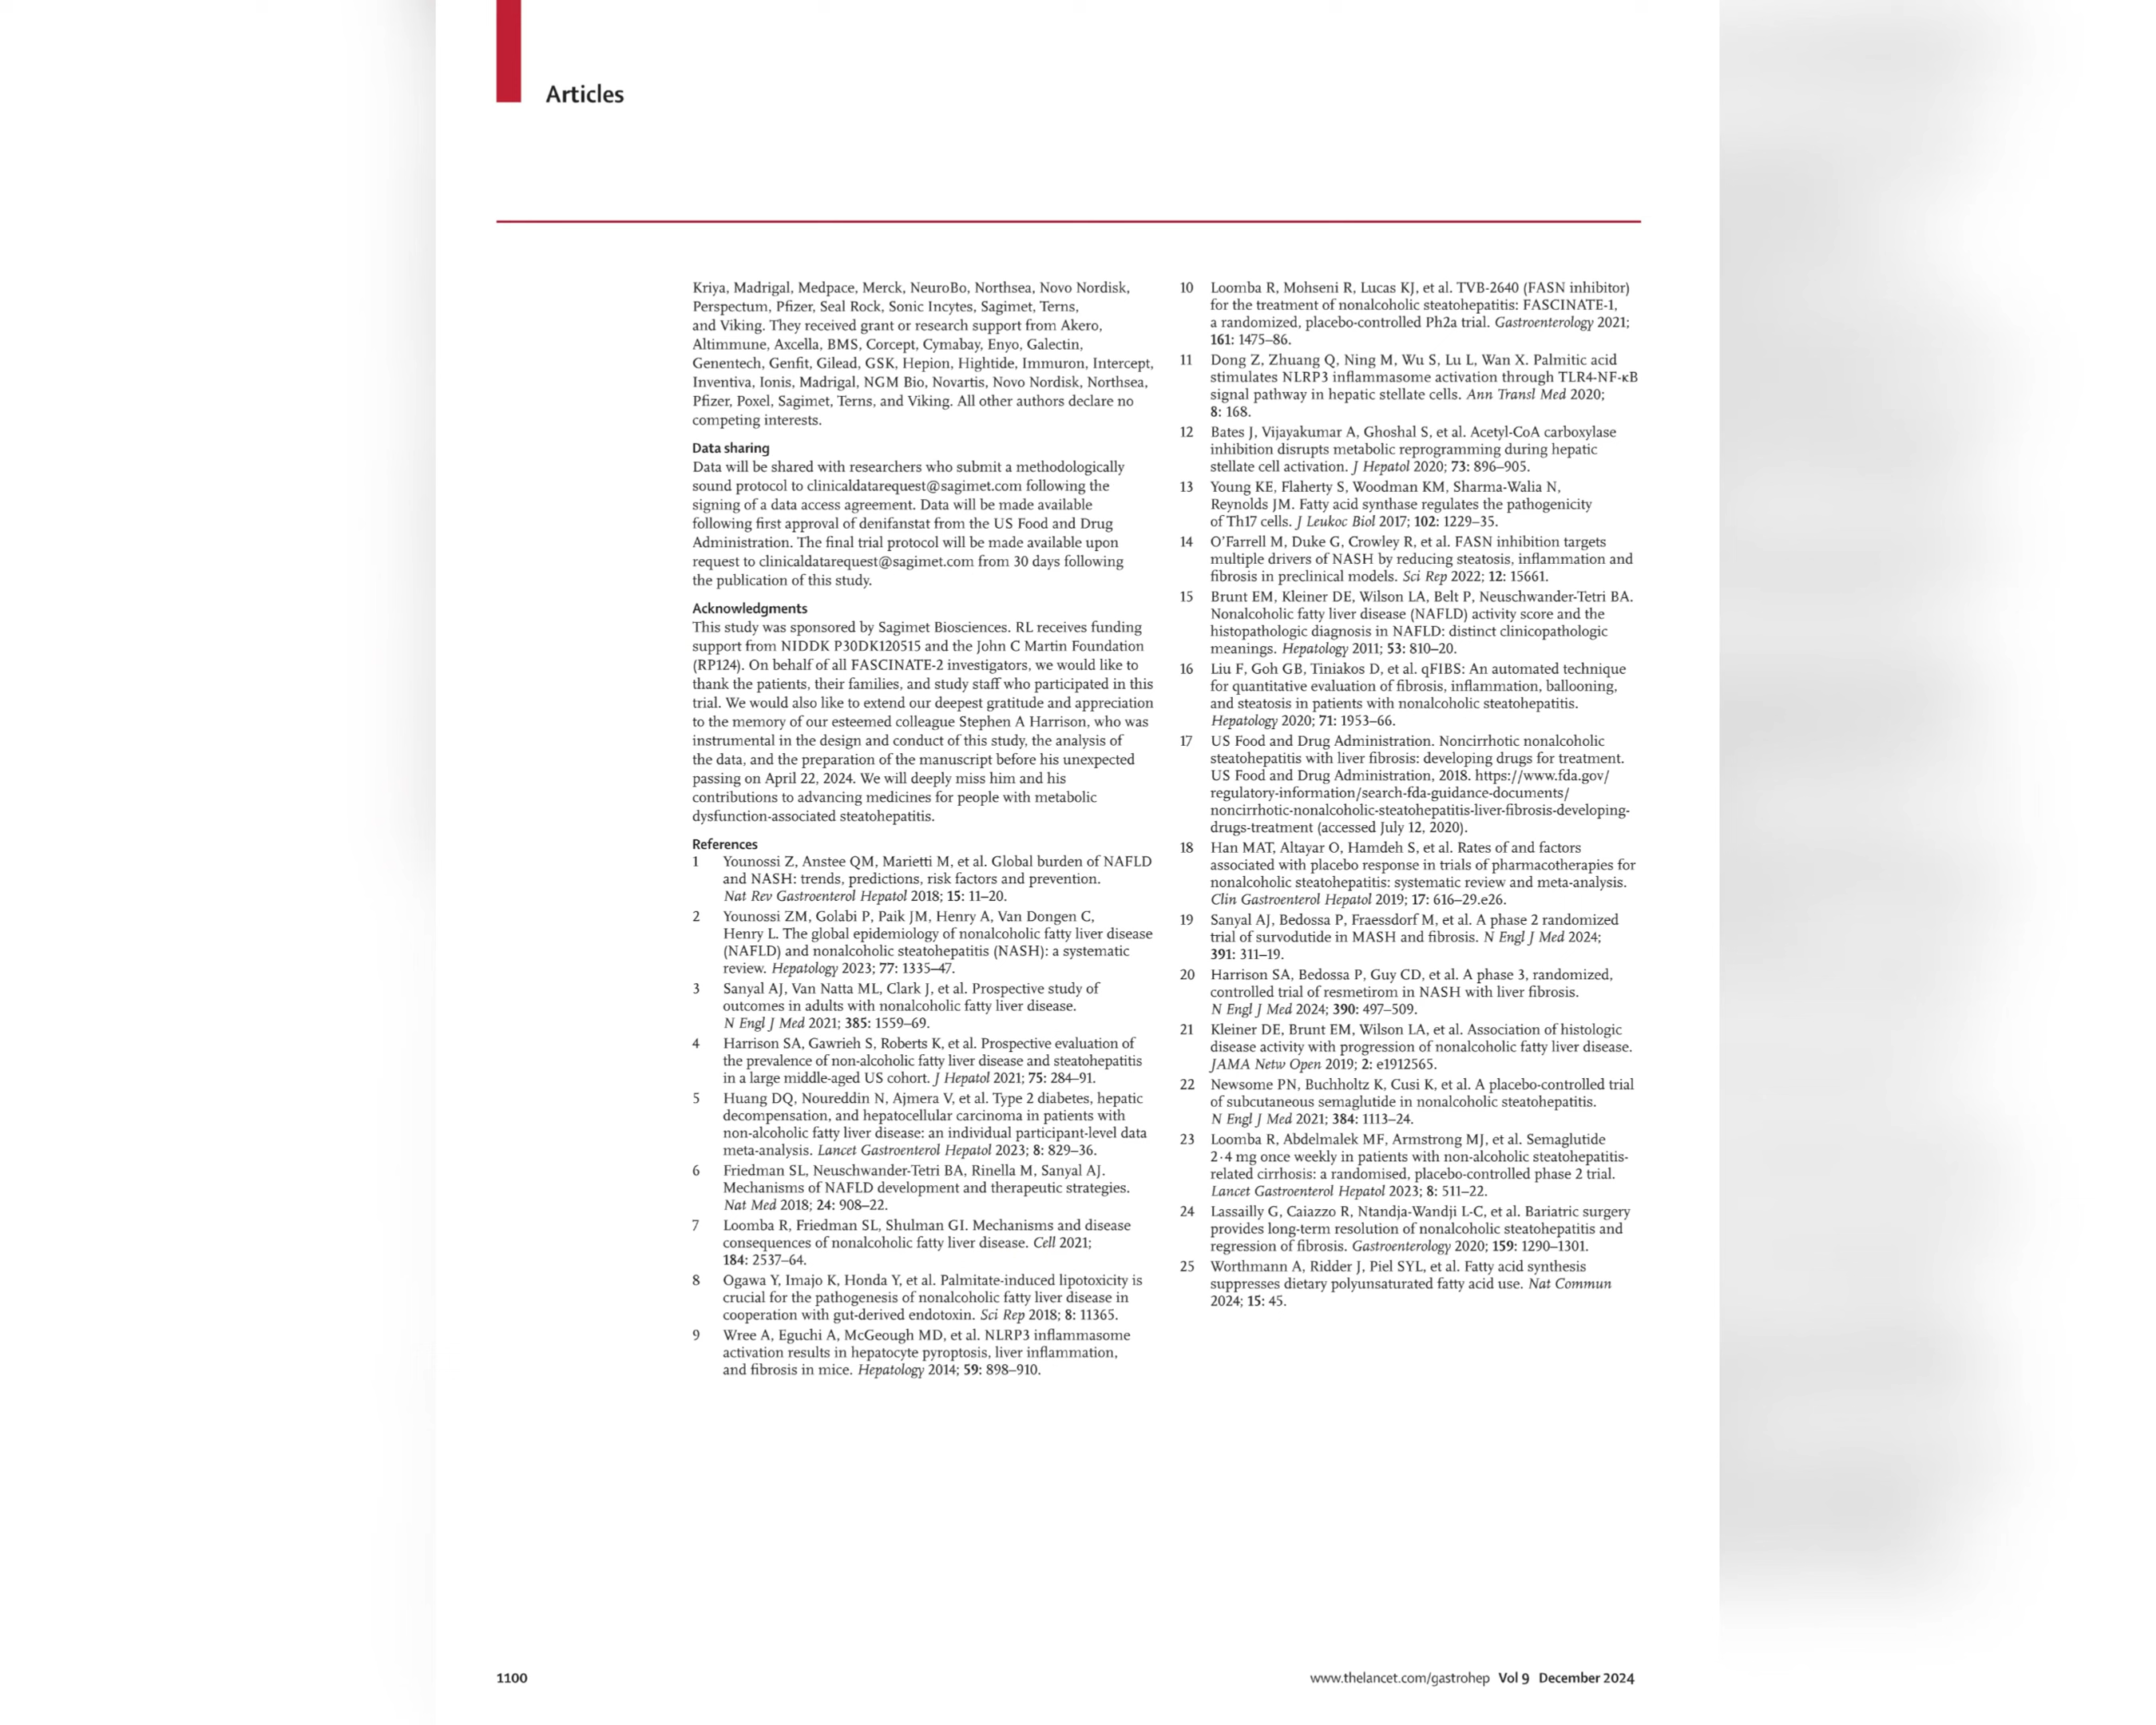 Articles
Kriya, Madrigal, Medpace, Merck, NeuroBo, Northsea, Novo Nordisk,
Perspectum, Pfizer, Seal Rock, Sonic Incytes, Sagimet, Terns,
and Viking. They received grant or research support from Akero,
Altimmune, Axcella, BMS, Corcept, Cymabay, Enyo, Galectin,
Genentech, Genfit, Gilead, GSK, Hepion, Hightide, Immuron, Intercept,
Inventiva, Ionis, Madrigal, NGM Bio, Novartis, Novo Nordisk, Northsea,
Pfizer, Poxel, Sagimet, Terns, and Viking. All other authors declare no
competing interests.
Data sharing
Data will be shared with researchers who submit a methodologically
sound protocol to clinicaldatarequest@sagimet.com following the
signing of a data access agreement. Data will be made available
following first approval of denifanstat from the US Food and Drug
Administration. The final trial protocol will be made available upon
request to clinicaldatarequest@sagimet.com from 30 days following
the publication of this study.
Acknowledgments
This study was sponsored by Sagimet Biosciences. RL receives funding
support from NIDDK P30DK120515 and the John C Martin Foundation
(RP124). On behalf of all FASCINATE-2 investigators, we would like to
thank the patients, their families, and study staff who participated in this
trial. We would also like to extend our deepest gratitude and appreciation
to the memory of our esteemed colleague Stephen A Harrison, who was
instrumental in the design and conduct of this study, the analysis of
the data, and the preparation of the manuscript before his unexpected
passing on April 22, 2024. We will deeply miss him and his
contributions to advancing medicines for people with metabolic
dysfunction-associated steatohepatitis.
References
1 Younossi Z, Anstee QM, Marietti M, et al. Global burden of NAFLD
and NASH: trends, predictions, risk factors and prevention.
Nat Rev Gastroenterol Hepatol 2018; 15: 11–20.
2 Younossi ZM, Golabi P, Paik JM, Henry A, Van Dongen C,
Henry L. The global epidemiology of nonalcoholic fatty liver disease
(NAFLD) and nonalcoholic steatohepatitis (NASH): a systematic
review. Hepatology 2023; 77: 1335–47.
3 Sanyal AJ, Van Natta ML, Clark J, et al. Prospective study of
outcomes in adults with nonalcoholic fatty liver disease.
N Engl J Med 2021; 385: 1559–69.
4 Harrison SA, Gawrieh S, Roberts K, et al. Prospective evaluation of
the prevalence of non-alcoholic fatty liver disease and steatohepatitis
in a large middle-aged US cohort. J Hepatol 2021; 75: 284–91.
5 Huang DQ, Noureddin N, Ajmera V, et al. Type 2 diabetes, hepatic
decompensation, and hepatocellular carcinoma in patients with
non-alcoholic fatty liver disease: an individual participant-level data
meta-analysis. Lancet Gastroenterol Hepatol 2023; 8: 829–36.
6 Friedman SL, Neuschwander-Tetri BA, Rinella M, Sanyal AJ.
Mechanisms of NAFLD development and therapeutic strategies.
Nat Med 2018; 24: 908–22.
7 Loomba R, Friedman SL, Shulman GI. Mechanisms and disease
consequences of nonalcoholic fatty liver disease. Cell 2021;
184: 2537–64.
8 Ogawa Y, Imajo K, Honda Y, et al. Palmitate-induced lipotoxicity is
crucial for the pathogenesis of nonalcoholic fatty liver disease in
cooperation with gut-derived endotoxin. Sci Rep 2018; 8: 11365.
9 Wree A, Eguchi A, McGeough MD, et al. NLRP3 inflammasome
activation results in hepatocyte pyroptosis, liver inflammation,
and fibrosis in mice. Hepatology 2014; 59: 898–910.
10 Loomba R, Mohseni R, Lucas KJ, et al. TVB-2640 (FASN inhibitor)
for the treatment of nonalcoholic steatohepatitis: FASCINATE-1,
a randomized, placebo-controlled Ph2a trial. Gastroenterology 2021;
161: 1475–86.
11 Dong Z, Zhuang Q, Ning M, Wu S, Lu L, Wan X. Palmitic acid
stimulates NLRP3 inflammasome activation through TLR4-NF-κB
signal pathway in hepatic stellate cells. Ann Transl Med 2020;
8: 168.
12 Bates J, Vijayakumar A, Ghoshal S, et al. Acetyl-CoA carboxylase
inhibition disrupts metabolic reprogramming during hepatic
stellate cell activation. J Hepatol 2020; 73: 896–905.
13 Young KE, Flaherty S, Woodman KM, Sharma-Walia N,
Reynolds JM. Fatty acid synthase regulates the pathogenicity
of Th17 cells. J Leukoc Biol 2017; 102: 1229–35.
14 O’Farrell M, Duke G, Crowley R, et al. FASN inhibition targets
multiple drivers of NASH by reducing steatosis, inflammation and
fibrosis in preclinical models. Sci Rep 2022; 12: 15661.
15 Brunt EM, Kleiner DE, Wilson LA, Belt P, Neuschwander-Tetri BA.
Nonalcoholic fatty liver disease (NAFLD) activity score and the
histopathologic diagnosis in NAFLD: distinct clinicopathologic
meanings. Hepatology 2011; 53: 810–20.
16 Liu F, Goh GB, Tiniakos D, et al. qFIBS: An automated technique
for quantitative evaluation of fibrosis, inflammation, ballooning,
and steatosis in patients with nonalcoholic steatohepatitis.
Hepatology 2020; 71: 1953–66.
17 US Food and Drug Administration. Noncirrhotic nonalcoholic
steatohepatitis with liver fibrosis: developing drugs for treatment.
US Food and Drug Administration, 2018. https://www.fda.gov/
regulatory-information/search-fda-guidance-documents/
noncirrhotic-nonalcoholic-steatohepatitis-liver-fibrosis-developing-
drugs-treatment (accessed July 12, 2020).
18 Han MAT, Altayar O, Hamdeh S, et al. Rates of and factors
associated with placebo response in trials of pharmacotherapies for
nonalcoholic steatohepatitis: systematic review and meta-analysis.
Clin Gastroenterol Hepatol 2019; 17: 616–29.e26.
19 Sanyal AJ, Bedossa P, Fraessdorf M, et al. A phase 2 randomized
trial of survodutide in MASH and fibrosis. N Engl J Med 2024;
391: 311–19.
20 Harrison SA, Bedossa P, Guy CD, et al. A phase 3, randomized,
controlled trial of resmetirom in NASH with liver fibrosis.
N Engl J Med 2024; 390: 497–509.
21 Kleiner DE, Brunt EM, Wilson LA, et al. Association of histologic
disease activity with progression of nonalcoholic fatty liver disease.
JAMA Netw Open 2019; 2: e1912565.
22 Newsome PN, Buchholtz K, Cusi K, et al. A placebo-controlled trial
of subcutaneous semaglutide in nonalcoholic steatohepatitis.
N Engl J Med 2021; 384: 1113–24.
23 Loomba R, Abdelmalek MF, Armstrong MJ, et al. Semaglutide
2·4 mg once weekly in patients with non-alcoholic steatohepatitis-
related cirrhosis: a randomised, placebo-controlled phase 2 trial.
Lancet Gastroenterol Hepatol 2023; 8: 511–22.
24 Lassailly G, Caiazzo R, Ntandja-Wandji L-C, et al. Bariatric surgery
provides long-term resolution of nonalcoholic steatohepatitis and
regression of fibrosis. Gastroenterology 2020; 159: 1290–1301.
25 Worthmann A, Ridder J, Piel SYL, et al. Fatty acid synthesis
suppresses dietary polyunsaturated fatty acid use. Nat Commun
2024; 15: 45.
1100
www.thelancet.com/gastrohep Vol 9 December 2024